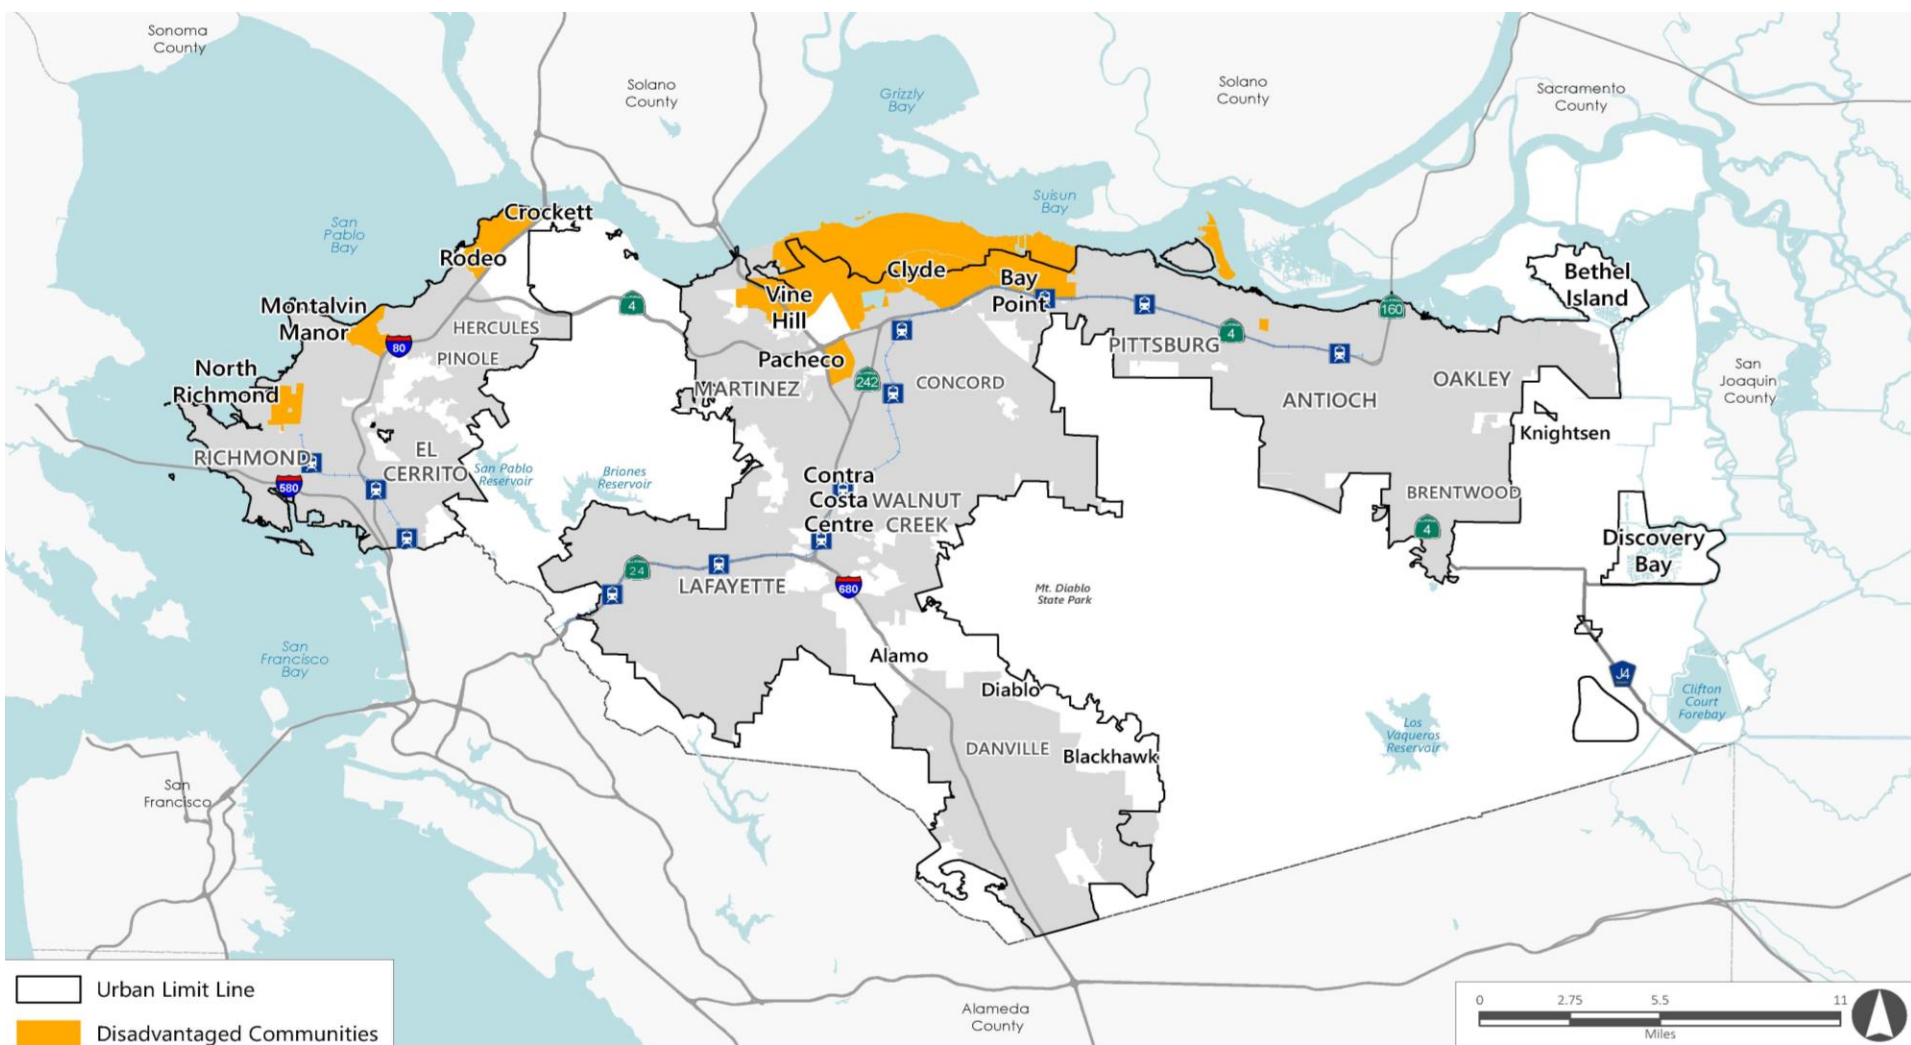 Sonoma
County
Solano
County
Grizzly
Bay
Solano
County
Sacramento
County
San
Pablo
Bay
Suisun
Bay
Crockett
Rodeo
Clyde
Bay
Point
Bethel
Island
Vine
Hill
Montalvin
Manor
4
CALIFORNIA
160
HERCULES
80
PINOLE
PITTSBURG
4
North
Richmond
Pacheco
MARTINEZ
242
CONCORD
OAKLEY
ANTIOCH
San
Joaquin
County
Knightsen
RICHMOND
EL
CERRITO
San Pablo
Reservoir
Briones
Reservoir
580
Contra
Costa
Centre
WALNUT
CREEK
BRENTWOOD
4
Discovery
Bay
24
LAFAYETTE
680
Mt. Diablo
State Park
San
Francisco
Bay
Alamo
Diablo
J4
Clifton
Court
Forebay
Los
Vaqueros
Reservoir
DANVILLE
Blackhawk
San
Francisco
Alameda
County
Urban Limit Line
Disadvantaged Communities
0 2.75 5.5 11
Miles